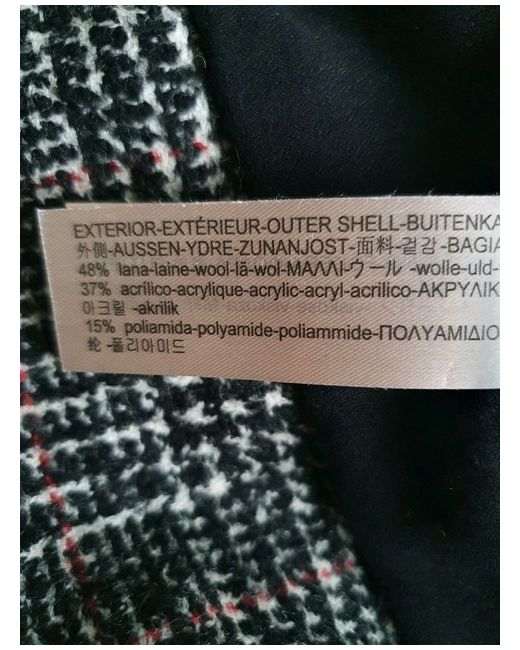 EXTERIOR-EXTÉRIEUR-OUTER SHELL-BUITENKA
外側-AUSSEN-YDRE-ZUNANJOST-面料-겉감-BAGIA
48% lana-laine-wool-lã-wol-ΜΑΛΛΙ-ウール -wolle-uld-
37% acrílico-acrylique-acrylic-acryl-acrilico-ΑΚΡΥΛΙΚ
아크릴 -akrilik
15% poliamida-polyamide-poliammide-ΠΟΛΥΑΜΙΔΙΟ
纶 -폴리아미드